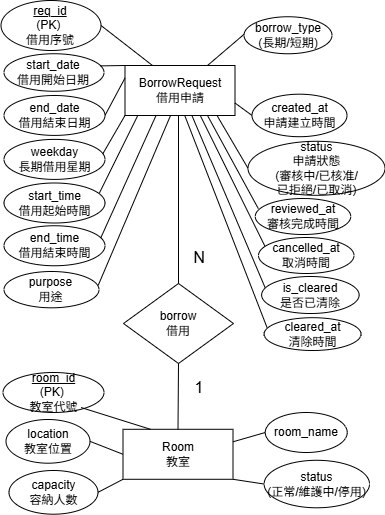 req_id
(PK)
借用序號
borrow_type
(長期/短期)
start_date
借用開始日期
BorrowRequest
借用申請
end_date
借用結束日期
created_at
申請建立時間
weekday
長期借用星期
status
申請狀態
(審核中/已核准/
已拒絕/已取消)
start_time
借用起始時間
reviewed_at
審核完成時間
end_time
借用結束時間
cancelled_at
取消時間
purpose
用途
is_cleared
是否已清除
cleared_at
清除時間
N
borrow
借用
1
room_id
(PK)
教室代號
location
教室位置
Room
教室
room_name
capacity
容納人數
status
(正常/維護中/停用)